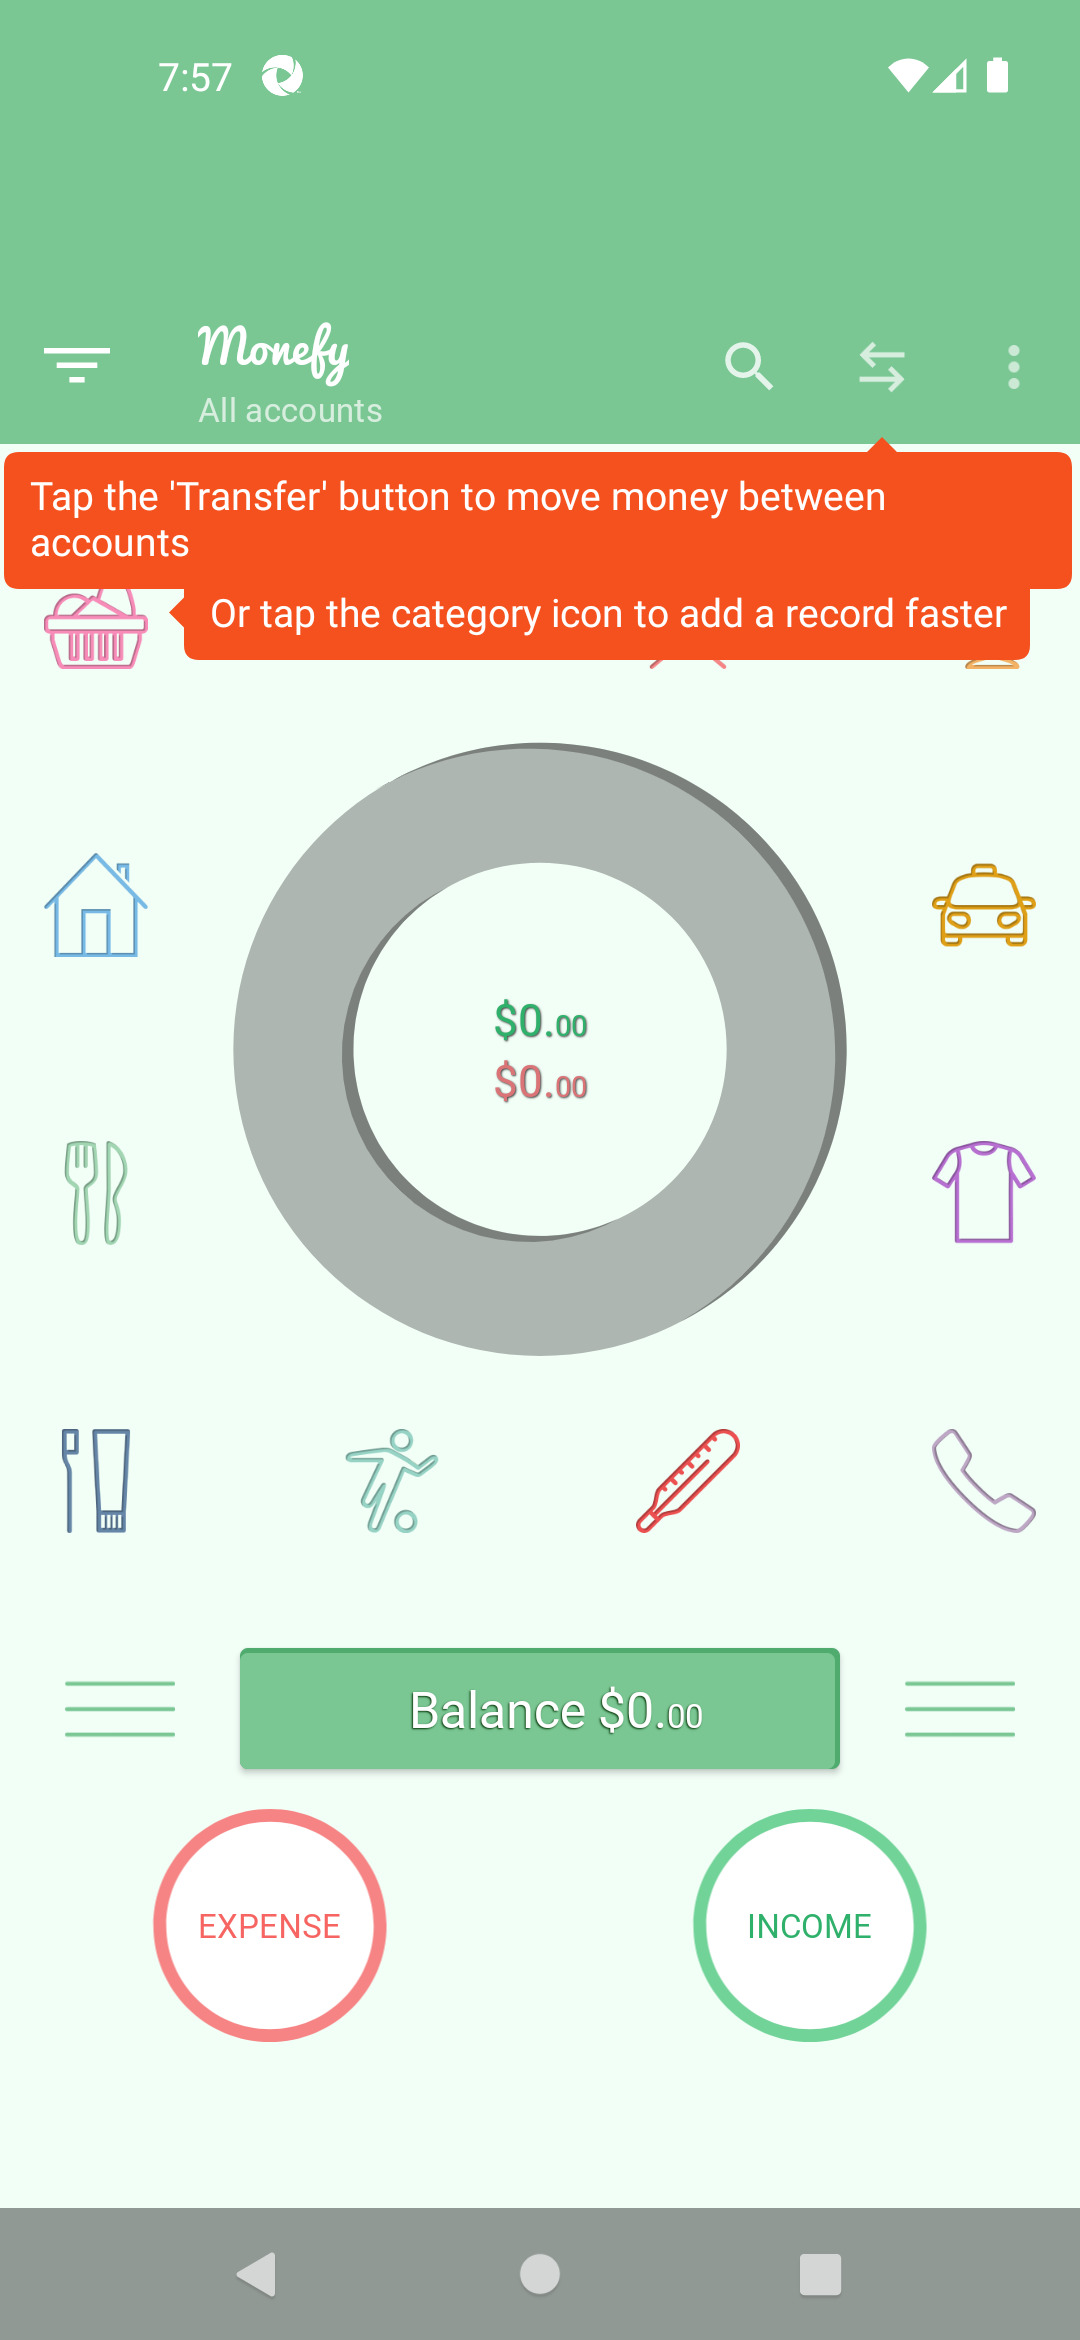 7:57
Monefy
All accounts
Tap the 'Transfer' button to move money between
accounts
Or tap the category icon to add a record faster
$0.00
$0.00
Balance $0.00
EXPENSE
INCOME